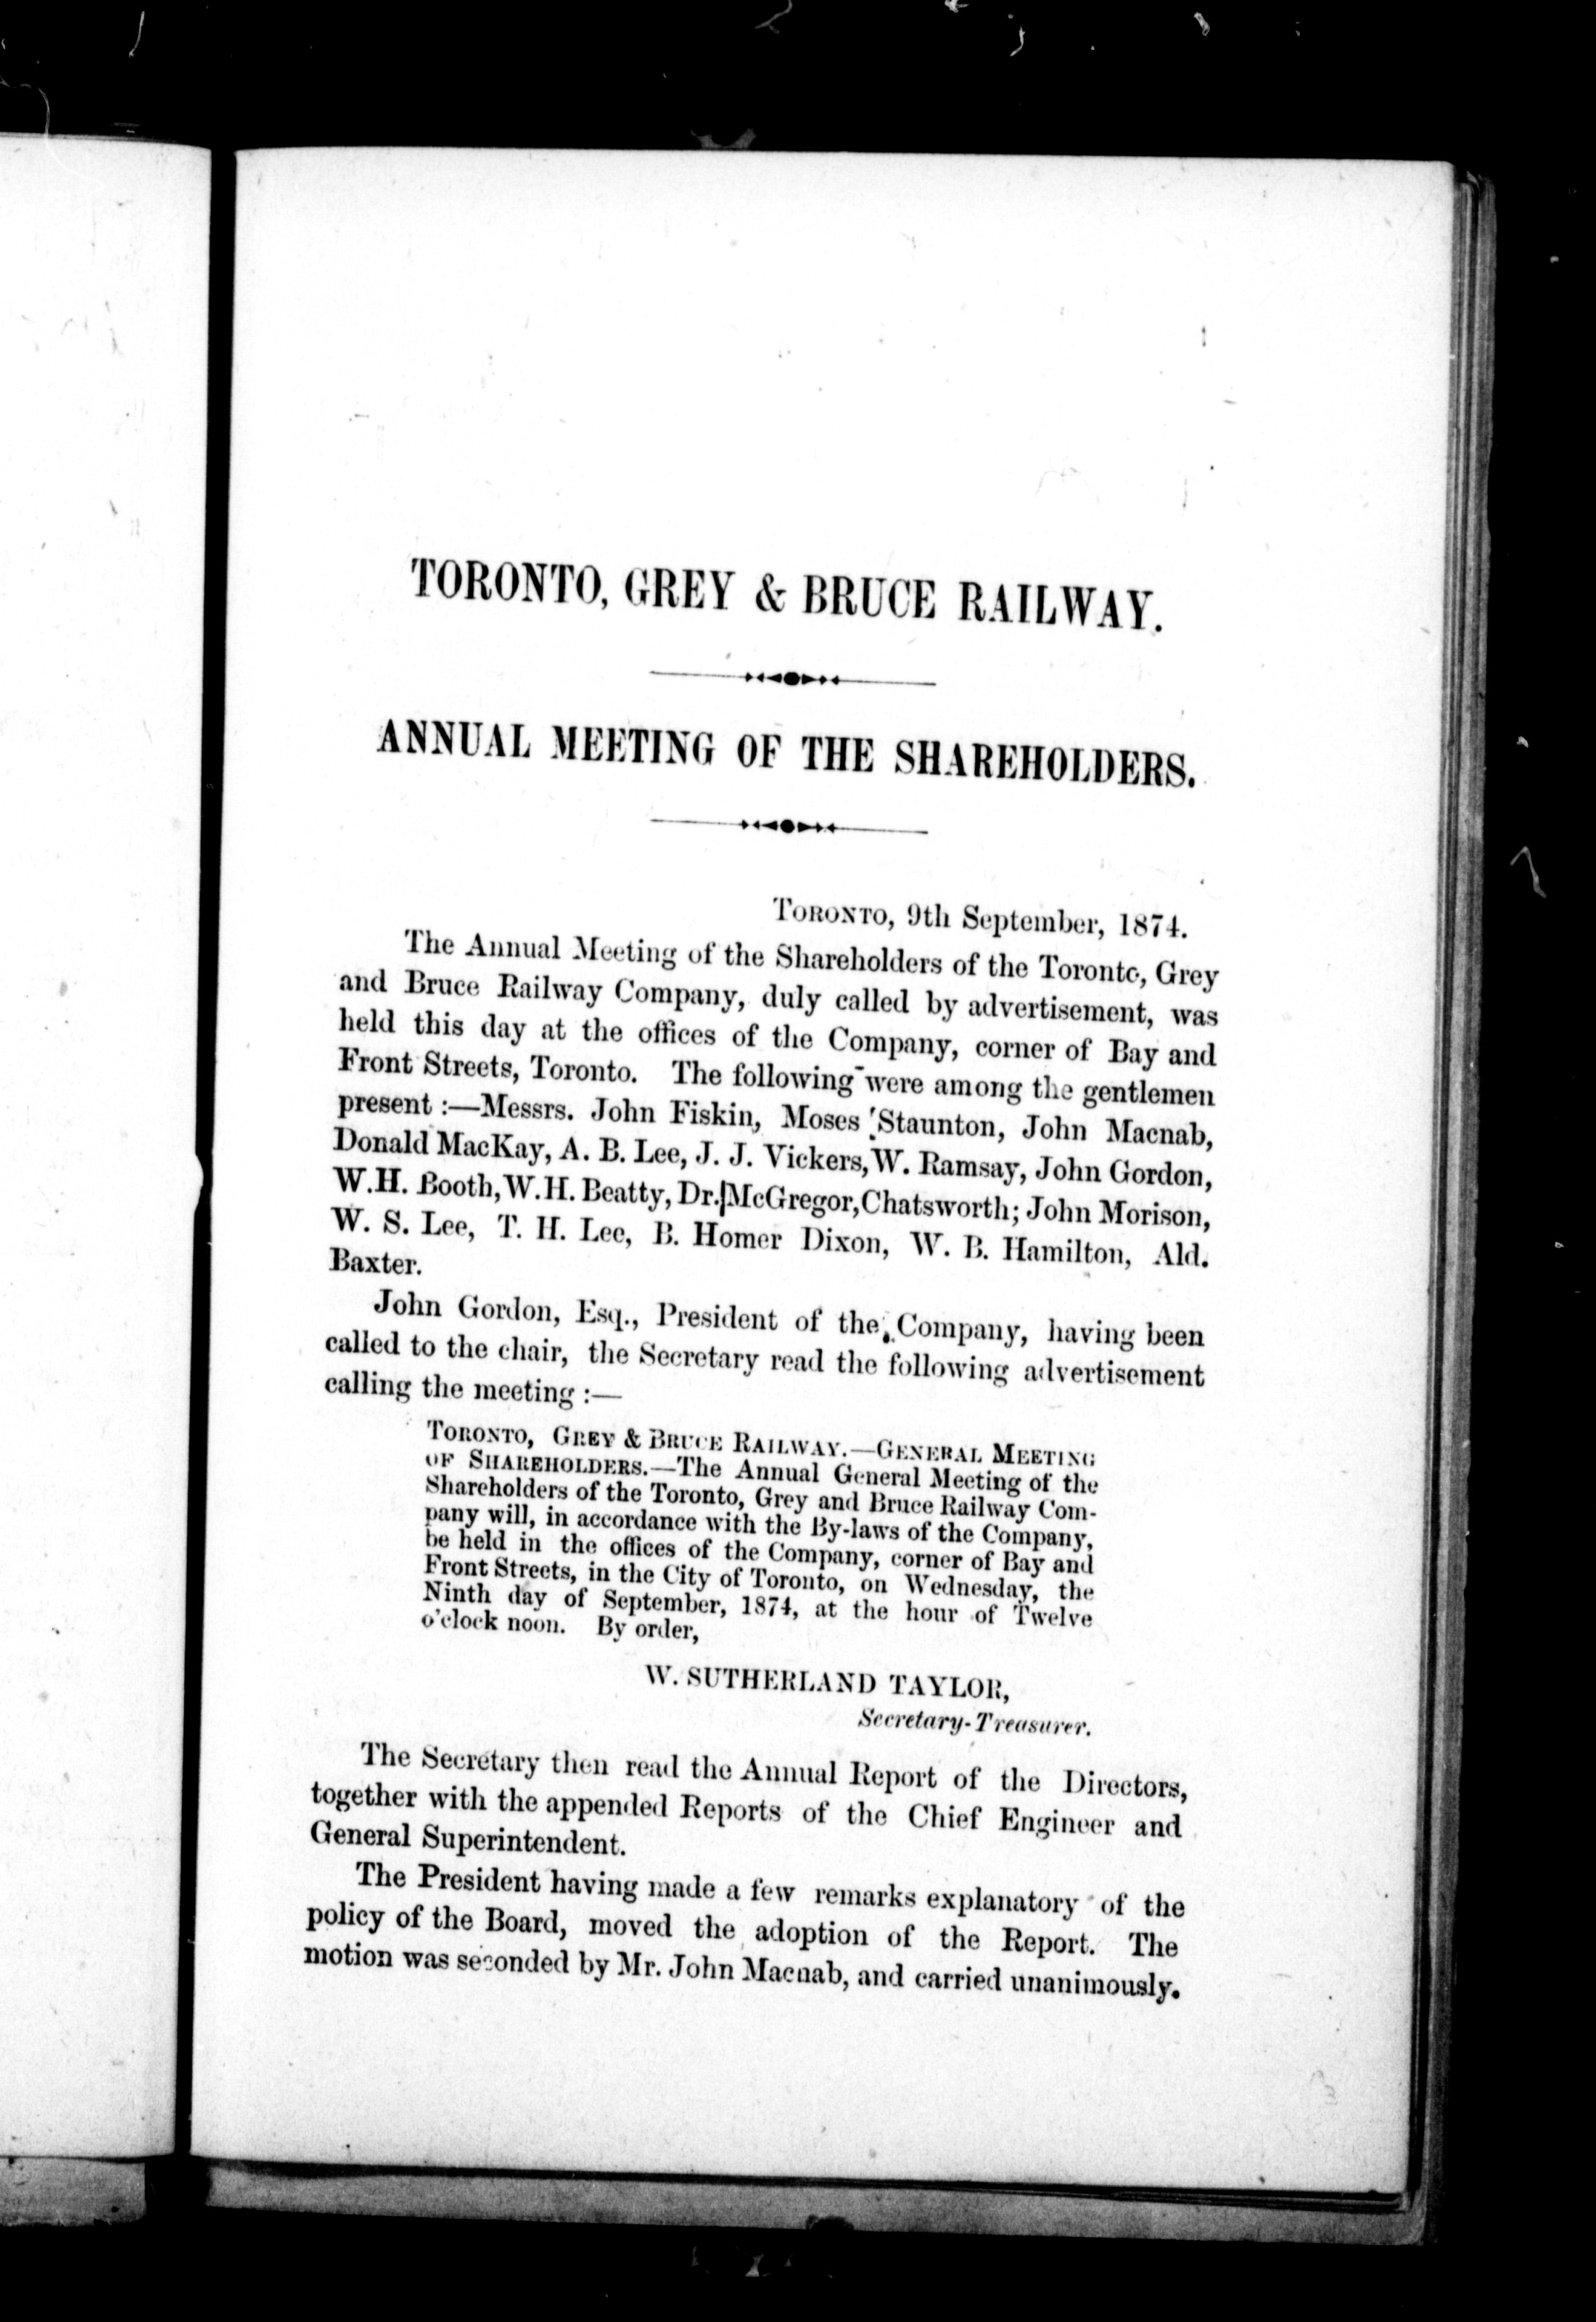 TORONTO, GREY & BRUCE RAILWAY.
ANNUAL MEETING OF THE SHAREHOLDERS.
TORONTO, 9th September, 1874.
The Annual Meeting of the Shareholders of the Toronto, Grey
and Bruce Railway Company, duly called by advertisement, was
held this day at the offices of the Company, corner of Bay and
Front Streets, Toronto. The following were among the gentlemen
present :—Messrs. John Fiskin, Moses Staunton, John Macnab,
Donald MacKay, A. B. Lee, J. J. Vickers, W. Ramsay, John Gordon,
W. H. Booth, W. H. Beatty, Dr. McGregor, Chatsworth; John Morison,
W. S. Lee, T. H. Lee, B. Homer Dixon, W. B. Hamilton, Ald.
Baxter.
John Gordon, Esq., President of the Company, having been
called to the chair, the Secretary read the following advertisement
calling the meeting :—
TORONTO, GREY & BRUCE RAILWAY.—GENERAL MEETING
OF SHAREHOLDERS.—The Annual General Meeting of the
Shareholders of the Toronto, Grey and Bruce Railway Com-
pany will, in accordance with the By-laws of the Company,
be held in the offices of the Company, corner of Bay and
Front Streets, in the City of Toronto, on Wednesday, the
Ninth day of September, 1874, at the hour of Twelve
o'clock noon. By order,
W. SUTHERLAND TAYLOR,
Secretary-Treasurer.
The Secretary then read the Annual Report of the Directors,
together with the appended Reports of the Chief Engineer and
General Superintendent.
The President having made a few remarks explanatory of the
policy of the Board, moved the adoption of the Report. The
motion was seconded by Mr. John Macnab, and carried unanimously.